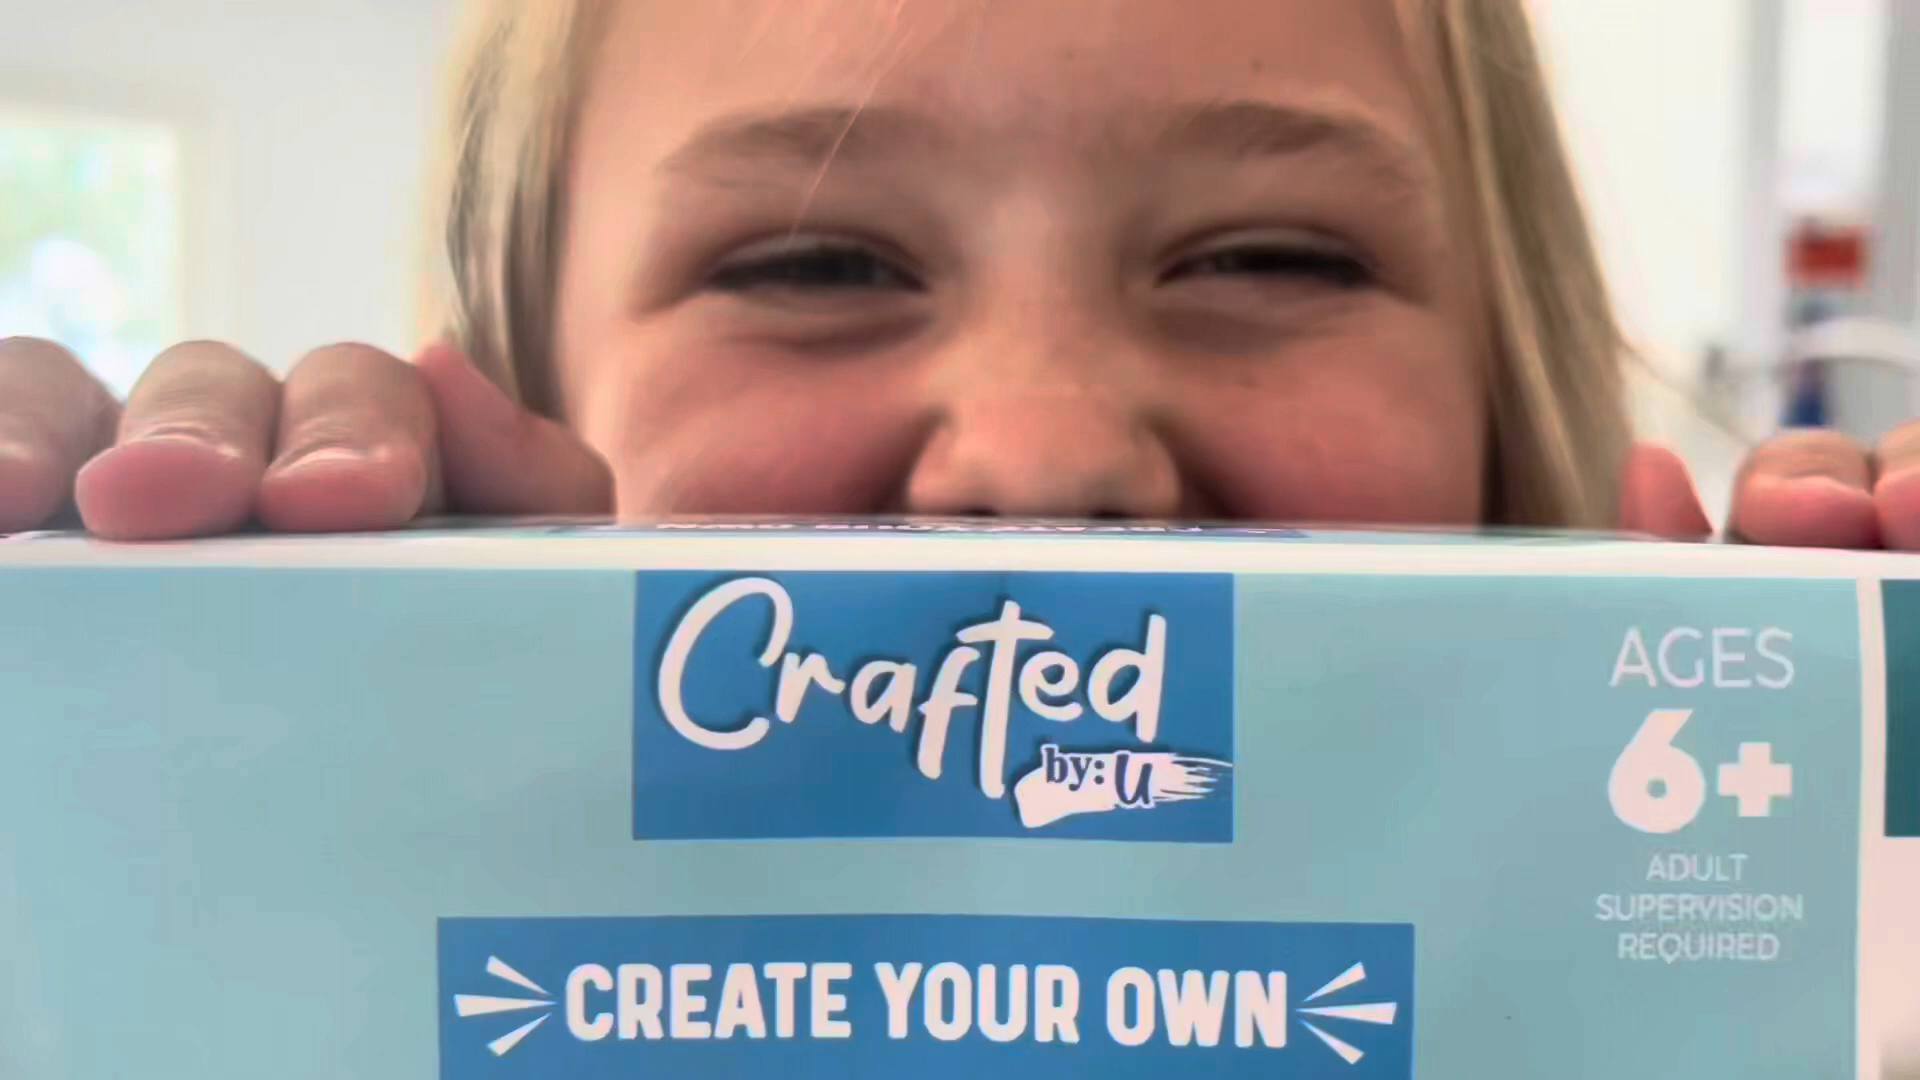 Crafted
by: U
AGES
6+
ADULT
SUPERVISION
REQUIRED
CREATE YOUR OWN